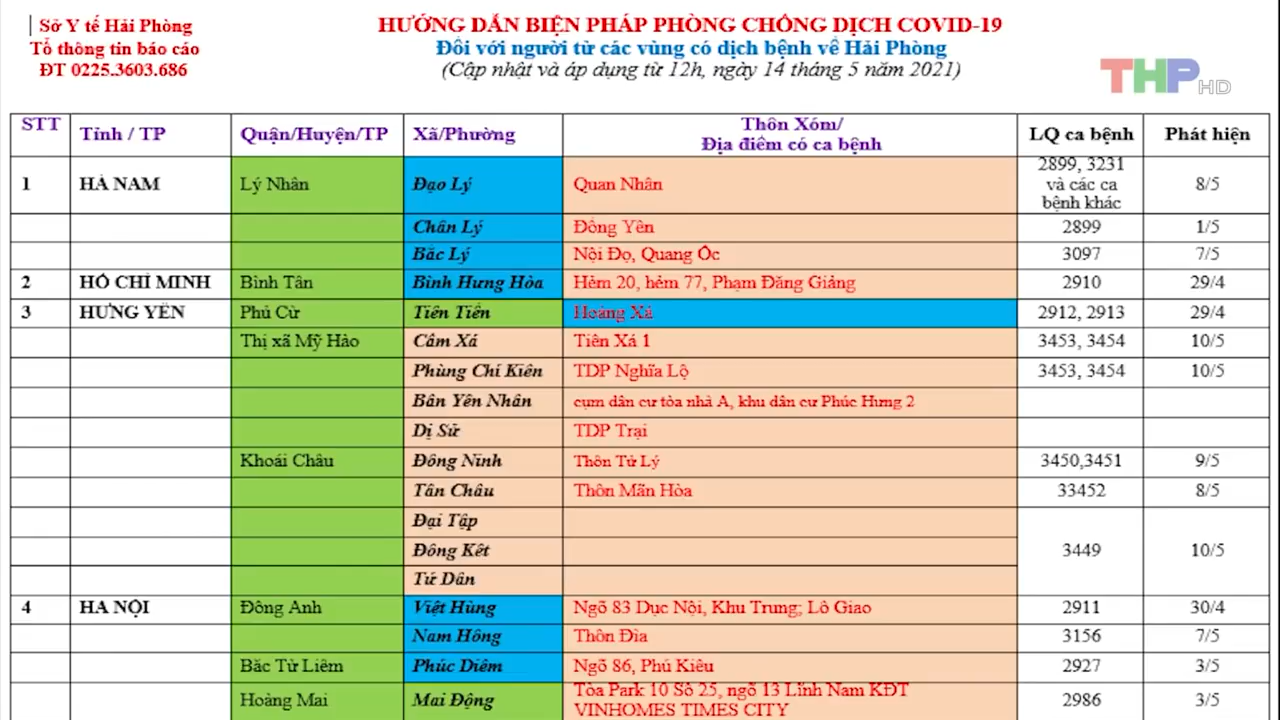 Sở Y tế Hải Phòng
Tổ thông tin báo cáo
ĐT 0225.3603.686
HƯỚNG DẪN BIỆN PHÁP PHÒNG CHỐNG DỊCH COVID-19
Đối với người từ các vùng có dịch bệnh về Hải Phòng
(Cập nhật và áp dụng từ 12h, ngày 14 tháng 5 năm 2021)
THP HD
STT Tỉnh / TP Quận/Huyện/TP Xã/Phường Thôn Xóm/ Địa điểm có ca bệnh LQ ca bệnh Phát hiện
1 HÀ NAM Lý Nhân Đạo Lý Quan Nhân 2899, 3231 và các ca bệnh khác 8/5
Chân Lý Đồng Yên 2899 1/5
Bắc Lý Nội Đọ, Quang Ốc 3097 7/5
2 HỒ CHÍ MINH Bình Tân Bình Hưng Hòa Hẻm 20, hẻm 77, Phạm Đăng Giảng 2910 29/4
3 HƯNG YÊN Phù Cừ Tiên Tiến Hoàng Xá 2912, 2913 29/4
Thị xã Mỹ Hào Cẩm Xá Tiên Xá 1 3453, 3454 10/5
Phùng Chí Kiên TDP Nghĩa Lộ 3453, 3454 10/5
Bần Yên Nhân cụm dân cư tòa nhà A, khu dân cư Phúc Hưng 2
Dị Sử TDP Trại
Khoái Châu Đông Ninh Thôn Tử Lý 3450,3451 9/5
Tân Châu Thôn Mãn Hòa 33452 8/5
Đại Tập
Đông Kết 3449 10/5
Tứ Dân
4 HÀ NỘI Đông Anh Việt Hùng Ngõ 83 Dục Nội, Khu Trung; Lỗ Giao 2911 30/4
Nam Hồng Thôn Đìa 3156 7/5
Bắc Từ Liêm Phúc Diễm Ngõ 86, Phú Kiều 2927 3/5
Hoàng Mai Mai Động Tòa Park 10 Số 25, ngõ 13 Lĩnh Nam KĐT VINHOMES TIMES CITY 2986 3/5